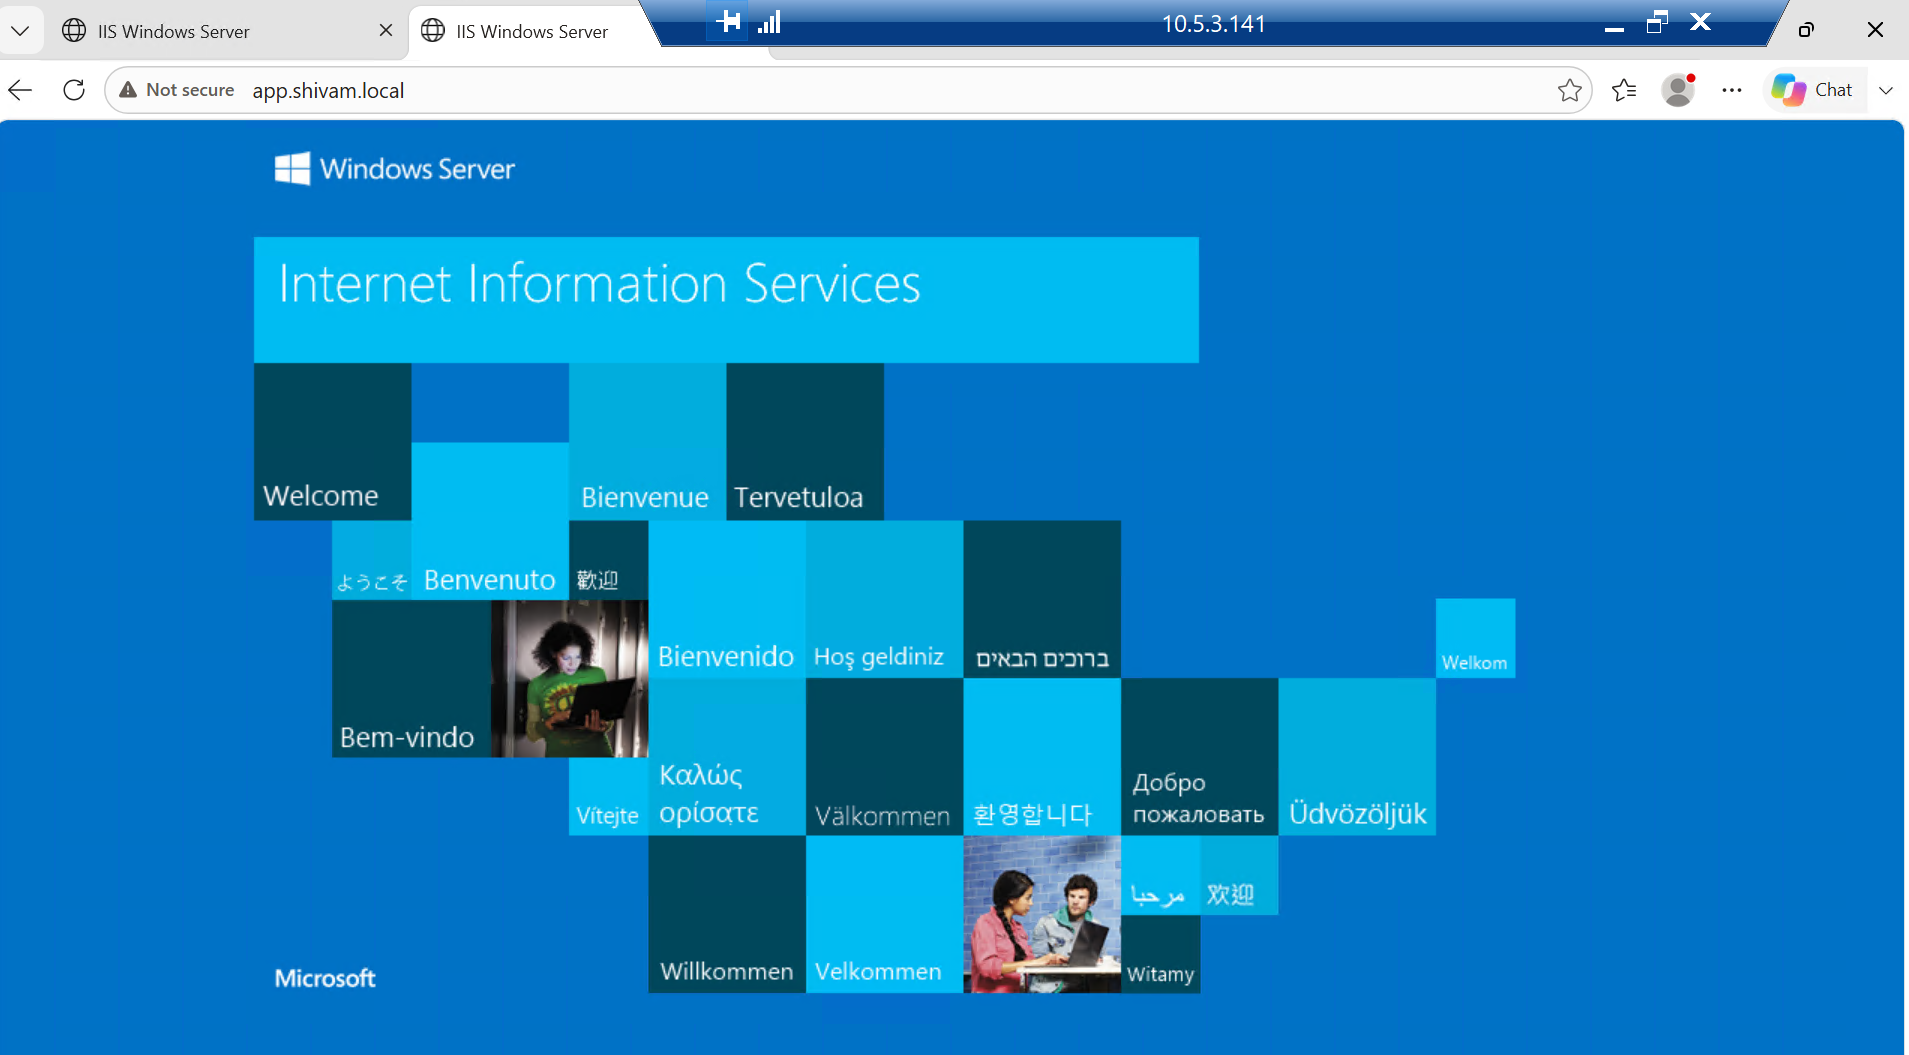 IIS Windows Server
IIS Windows Server
10.5.3.141
Not secure
app.shivam.local
Chat
Windows Server
Internet Information Services
Welcome
Bienvenue
Tervetuloa
ようこそ
Benvenuto
歡迎
Bienvenido
Hoş geldiniz
ברוכים הבאים
Welkom
Bem-vindo
Vítejte
Καλώς
ορίσατε
Välkommen
환영합니다
Добро
пожаловать
Üdvözöljük
مرحبا
欢迎
Willkommen
Velkommen
Witamy
Microsoft